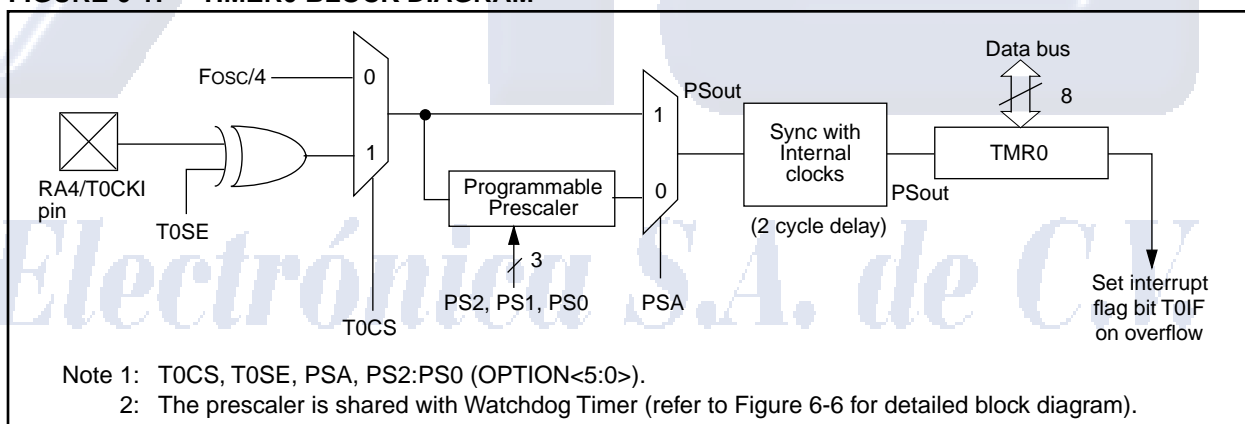 FIGURE 6-1: TIMER0 BLOCK DIAGRAM
Data bus
8
FOSC/4
0
PSout
1
Sync with
Internal
clocks
TMR0
1
RA4/T0CKI
pin
T0SE
Programmable
Prescaler
0
PSout
(2 cycle delay)
3
PS2, PS1, PS0
PSA
T0CS
Set interrupt
flag bit T0IF
on overflow
Electrónica S.A. de C.V
Note 1: T0CS, T0SE, PSA, PS2:PS0 (OPTION<5:0>).
2: The prescaler is shared with Watchdog Timer (refer to Figure 6-6 for detailed block diagram).